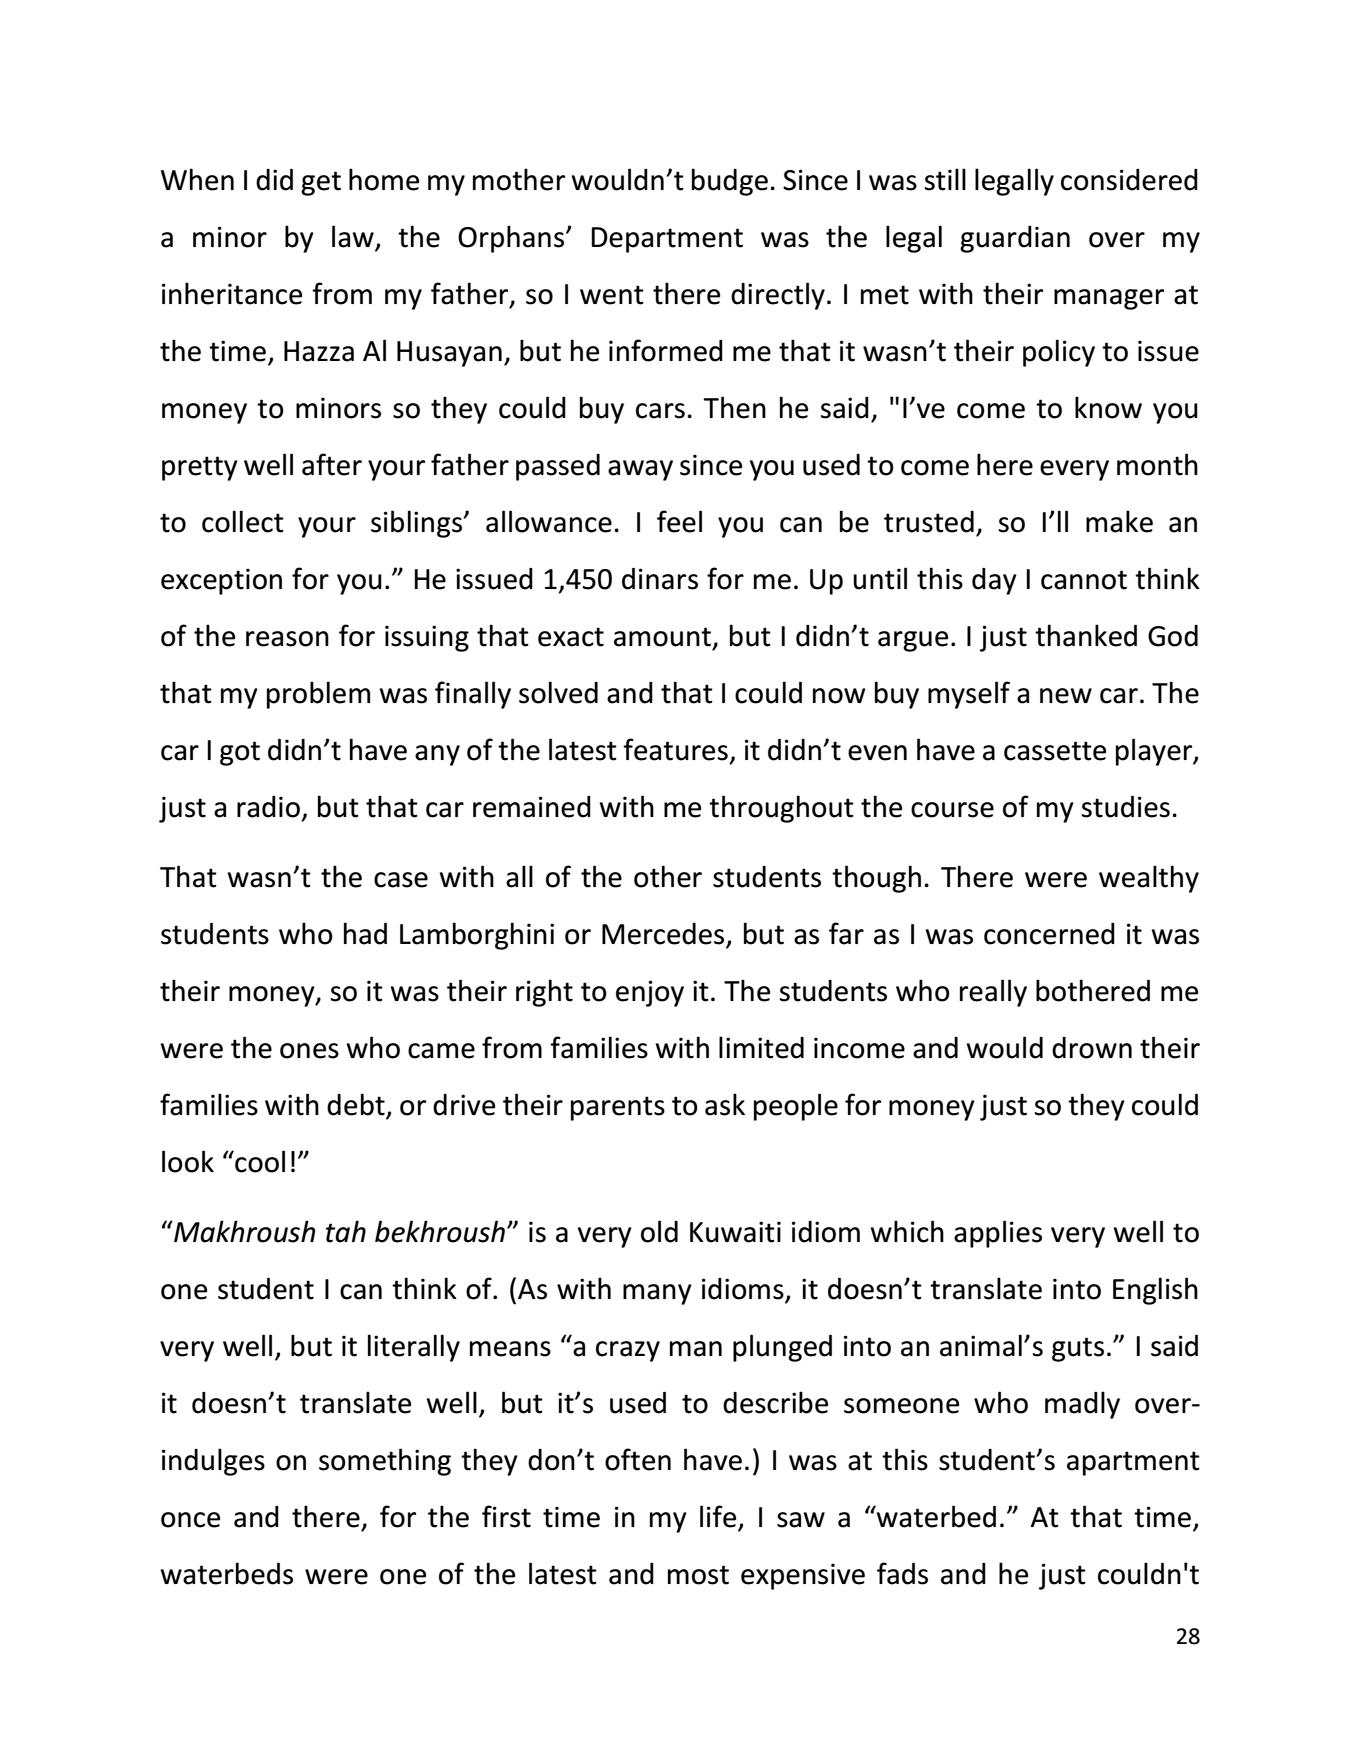 When I did get home my mother wouldn’t budge. Since I was still legally considered
a minor by law, the Orphans’ Department was the legal guardian over my
inheritance from my father, so I went there directly. I met with their manager at
the time, Hazza Al Husayan, but he informed me that it wasn’t their policy to issue
money to minors so they could buy cars. Then he said, "I’ve come to know you
pretty well after your father passed away since you used to come here every month
to collect your siblings’ allowance. I feel you can be trusted, so I’ll make an
exception for you.” He issued 1,450 dinars for me. Up until this day I cannot think
of the reason for issuing that exact amount, but I didn’t argue. I just thanked God
that my problem was finally solved and that I could now buy myself a new car. The
car I got didn’t have any of the latest features, it didn’t even have a cassette player,
just a radio, but that car remained with me throughout the course of my studies.
That wasn’t the case with all of the other students though. There were wealthy
students who had Lamborghini or Mercedes, but as far as I was concerned it was
their money, so it was their right to enjoy it. The students who really bothered me
were the ones who came from families with limited income and would drown their
families with debt, or drive their parents to ask people for money just so they could
look “cool!”
“Makhroush tah bekhroush” is a very old Kuwaiti idiom which applies very well to
one student I can think of. (As with many idioms, it doesn’t translate into English
very well, but it literally means “a crazy man plunged into an animal’s guts.” I said
it doesn’t translate well, but it’s used to describe someone who madly over-
indulges on something they don’t often have.) I was at this student’s apartment
once and there, for the first time in my life, I saw a “waterbed.” At that time,
waterbeds were one of the latest and most expensive fads and he just couldn't
28